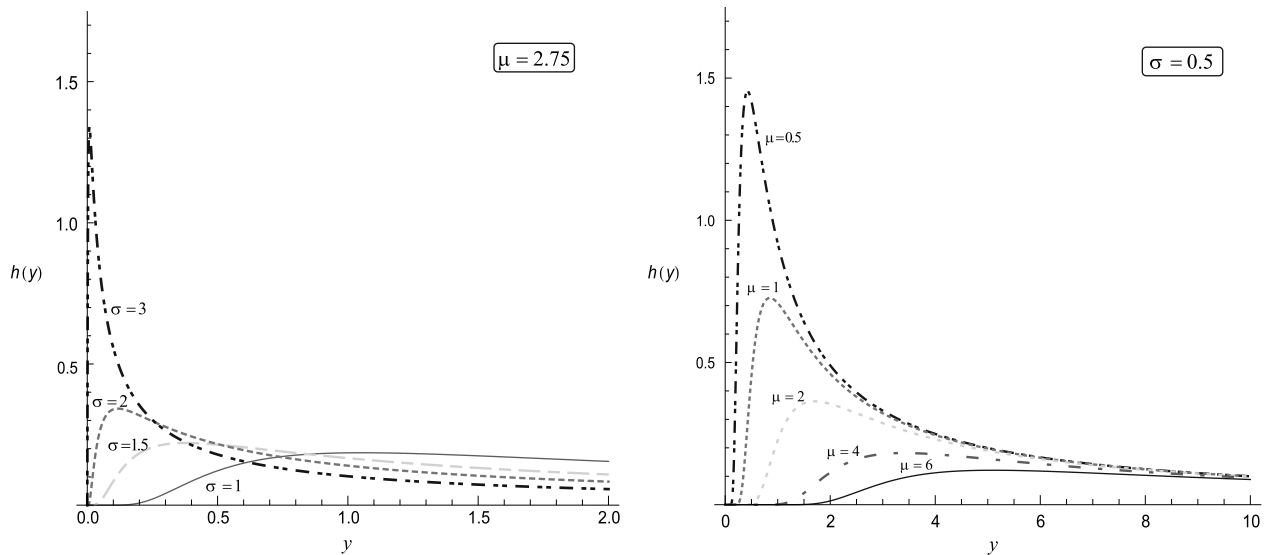 μ = 2.75
1.5
1.0
h(y)
σ = 3
0.5
σ = 2
σ = 1.5
σ = 1
0.0 0.5 1.0 1.5 2.0
y
σ = 0.5
1.5
μ = 0.5
1.0
h(y)
μ = 1
0.5
μ = 2
μ = 4
μ = 6
0 2 4 6 8 10
y